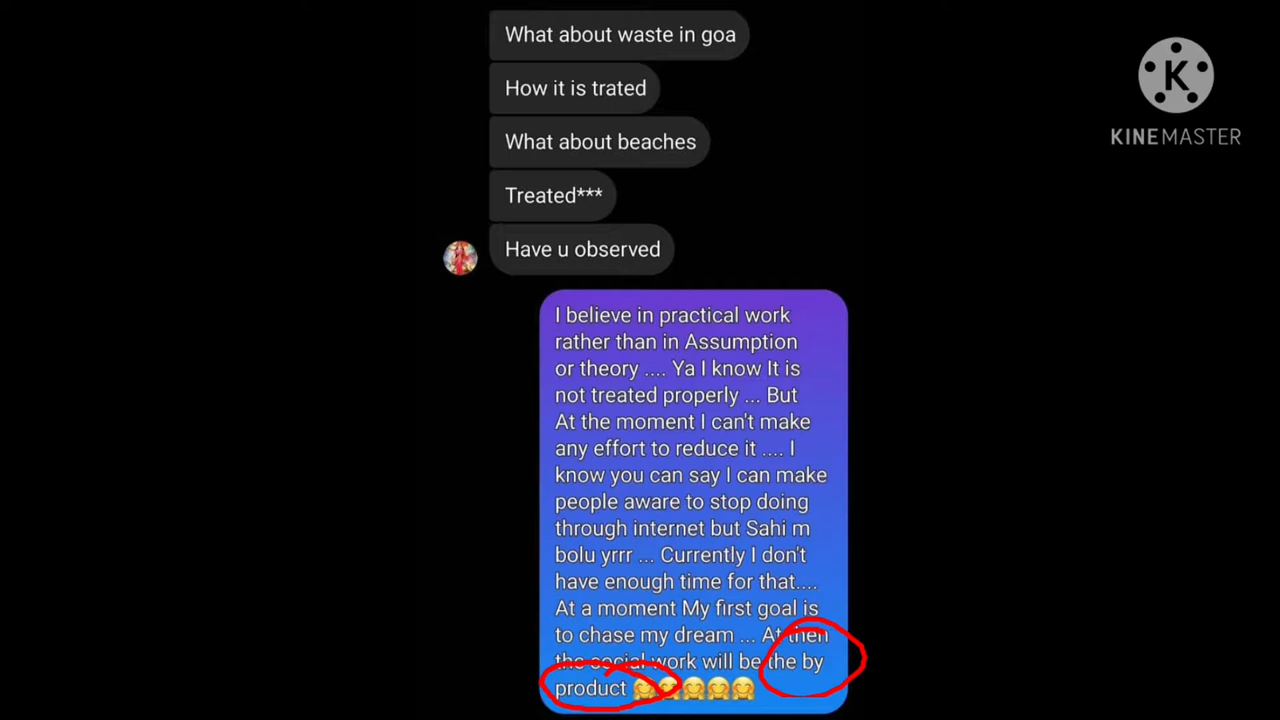 What about waste in goa
How it is trated
What about beaches
Treated***
Have u observed
I believe in practical work
rather than in Assumption
or theory .... Ya I know It is
not treated properly ... But
At the moment I can't make
any effort to reduce it .... I
know you can say I can make
people aware to stop doing
through internet but Sahi m
bolu yrrr ... Currently I don't
have enough time for that....
At a moment My first goal is
to chase my dream ... At then
the social work will be the by
product 🤗🤗🤗🤗🤗
K
KINEMASTER